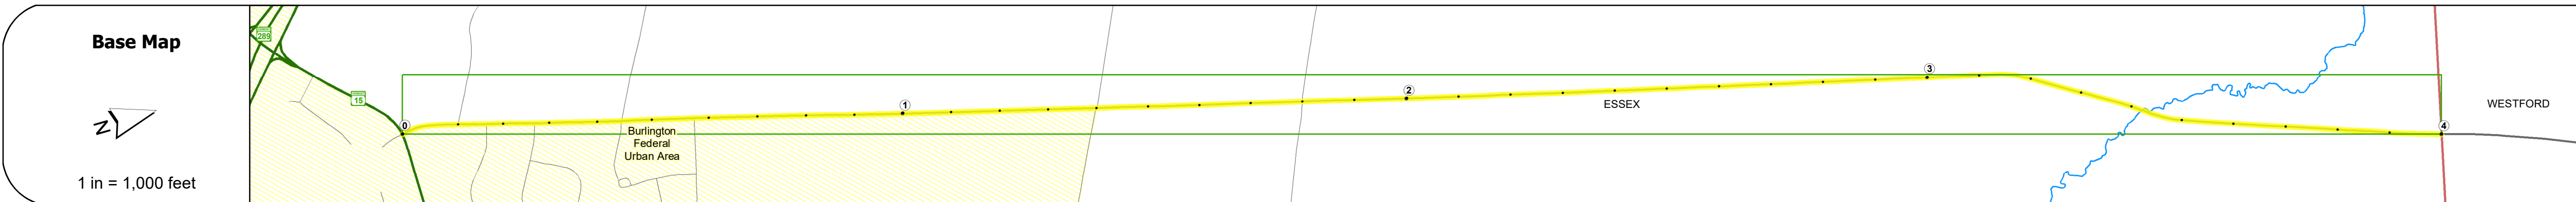 Base Map
N
1 in = 1,000 feet
289
15
0
1
2
3
4
Burlington
Federal
Urban Area
ESSEX
WESTFORD